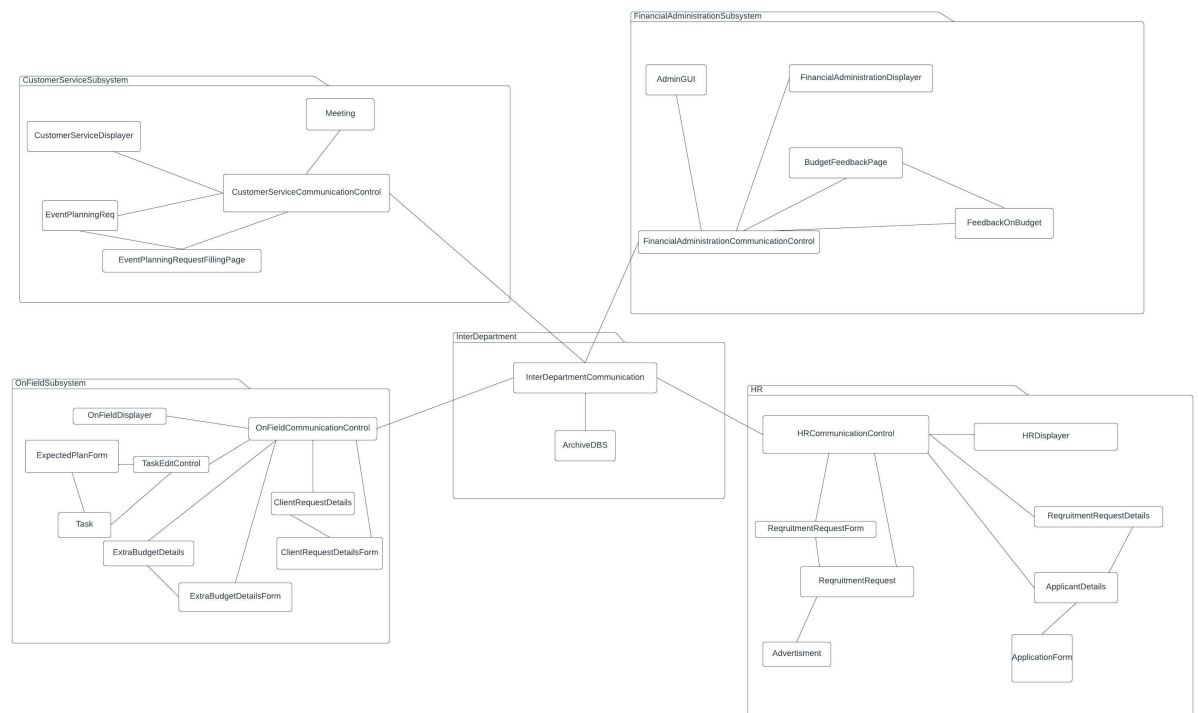 FinancialAdministrationSubsystem
AdminGUI
FinancialAdministrationDisplayer
BudgetFeedbackPage
FeedbackOnBudget
FinancialAdministrationCommunicationControl
CustomerServiceSubsystem
Meeting
CustomerServiceDisplayer
CustomerServiceCommunicationControl
EventPlanningReq
EventPlanningRequestFillingPage
InterDepartment
InterDepartmentCommunication
ArchiveDBS
OnFieldSubsystem
OnFieldDisplayer
OnFieldCommunicationControl
ExpectedPlanForm
TaskEditControl
ClientRequestDetails
Task
ExtraBudgetDetails
ClientRequestDetailsForm
ExtraBudgetDetailsForm
HR
HRCommunicationControl
HRDisplayer
ReqruitmentRequestDetails
ReqruitmentRequestForm
ReqruitmentRequest
ApplicantDetails
Advertisment
ApplicationForm